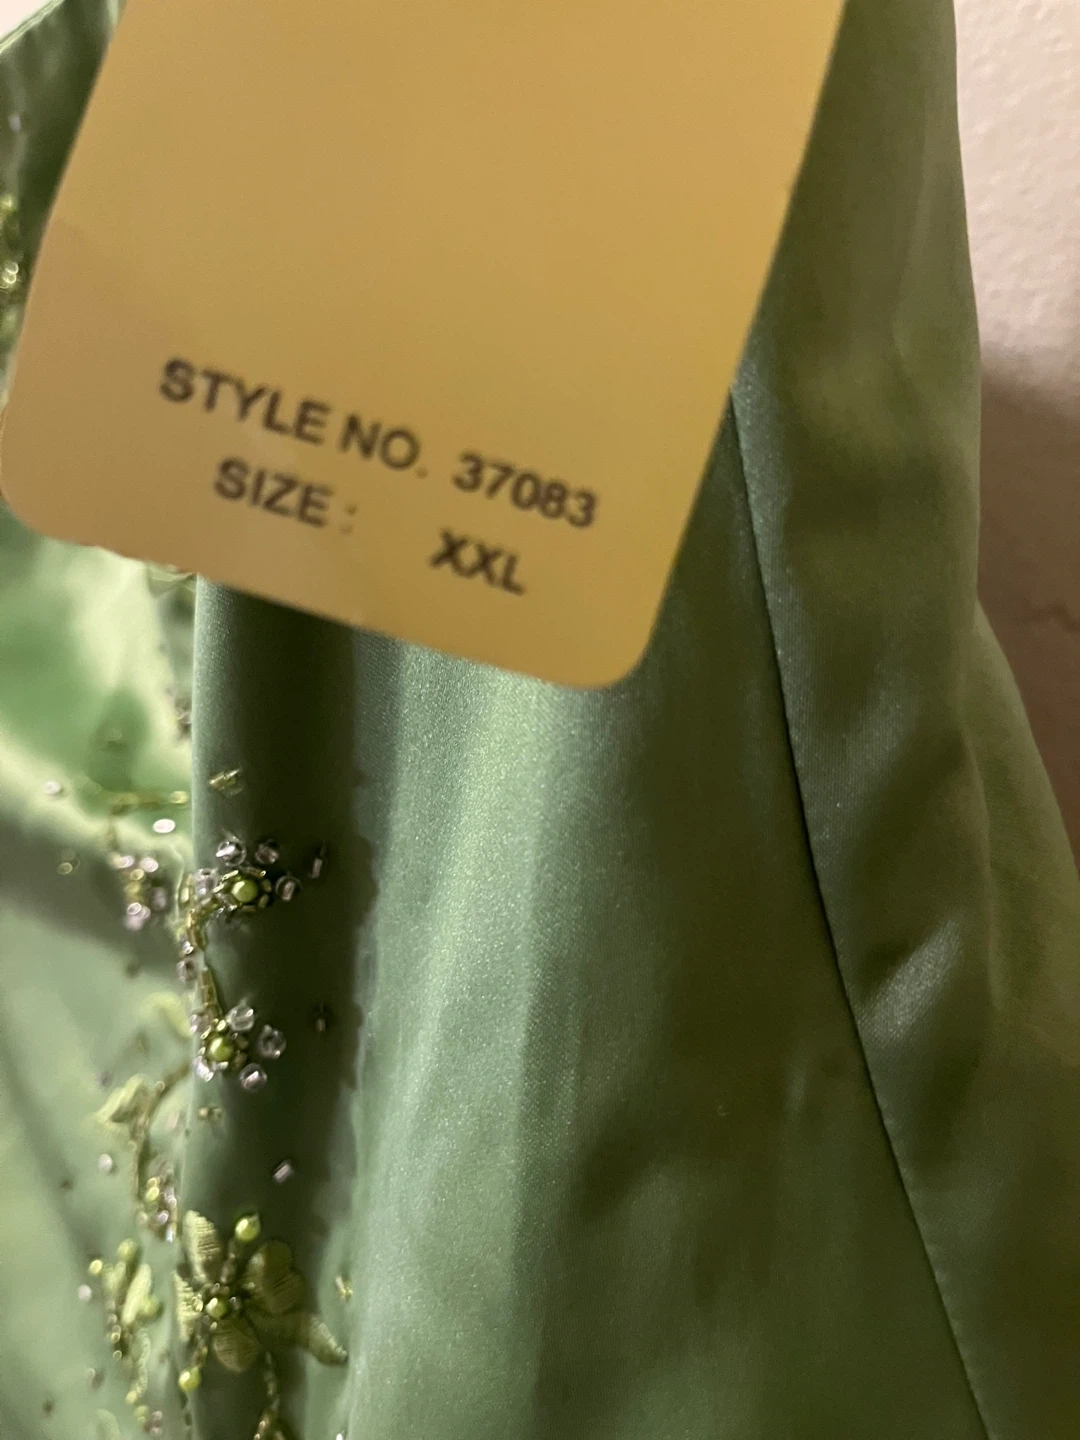 STYLE NO. 37083
SIZE : XXL